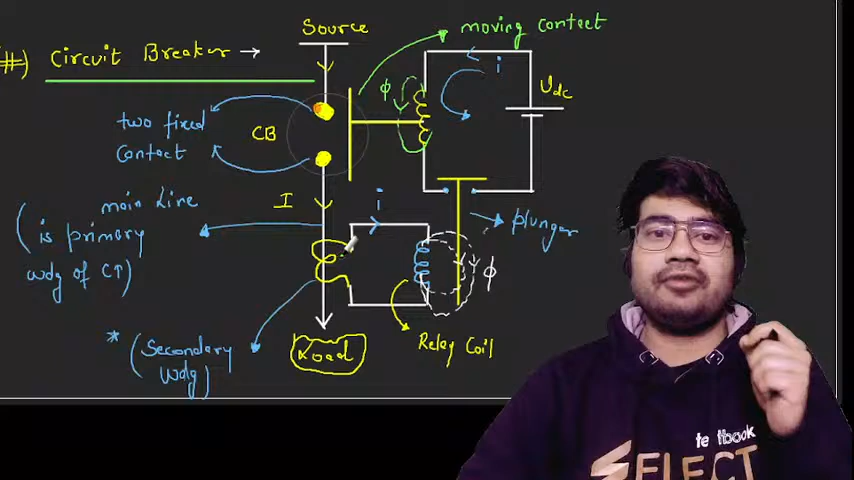 Source
moving contact
(#)) Circuit Breaker →
i
Vdc
ϕ
two fixed
contact
CB
I
i
main Line
is primary
wdg of CT)
plunger
ϕ
* (Secondary
wdg)
Load
Relay Coil
testbook
SELECT